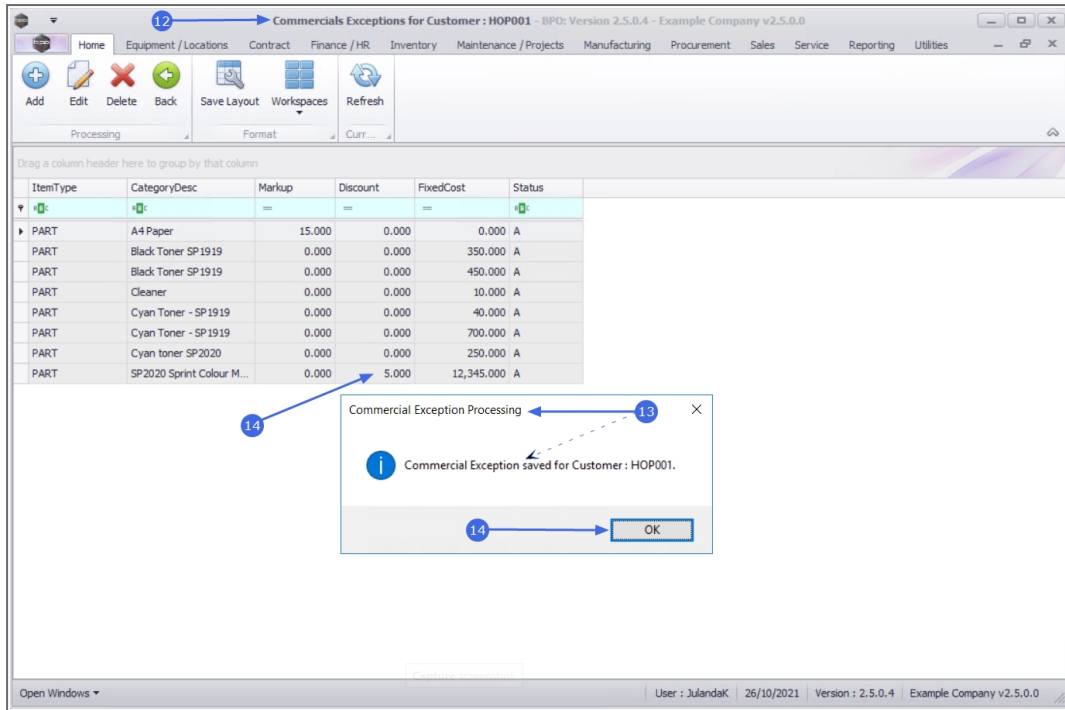 12
Commercials Exceptions for Customer : HOP001 - BPO: Version 2.5.0.4 - Example Company v2.5.0.0
Home Equipment / Locations Contract Finance / HR Inventory Maintenance / Projects Manufacturing Procurement Sales Service Reporting Utilities
Add Edit Delete Back Save Layout Workspaces Refresh
Processing Format Curr...
Drag a column header here to group by that column
ItemType CategoryDesc Markup Discount FixedCost Status
= = =
PART A4 Paper 15.000 0.000 0.000 A
PART Black Toner SP1919 0.000 0.000 350.000 A
PART Black Toner SP1919 0.000 0.000 450.000 A
PART Cleaner 0.000 0.000 10.000 A
PART Cyan Toner - SP1919 0.000 0.000 40.000 A
PART Cyan Toner - SP1919 0.000 0.000 700.000 A
PART Cyan toner SP2020 0.000 0.000 250.000 A
PART SP2020 Sprint Colour M... 0.000 5.000 12,345.000 A
14
Commercial Exception Processing
13
Commercial Exception saved for Customer : HOP001.
14
OK
Open Windows User : JulandaK 26/10/2021 Version : 2.5.0.4 Example Company v2.5.0.0